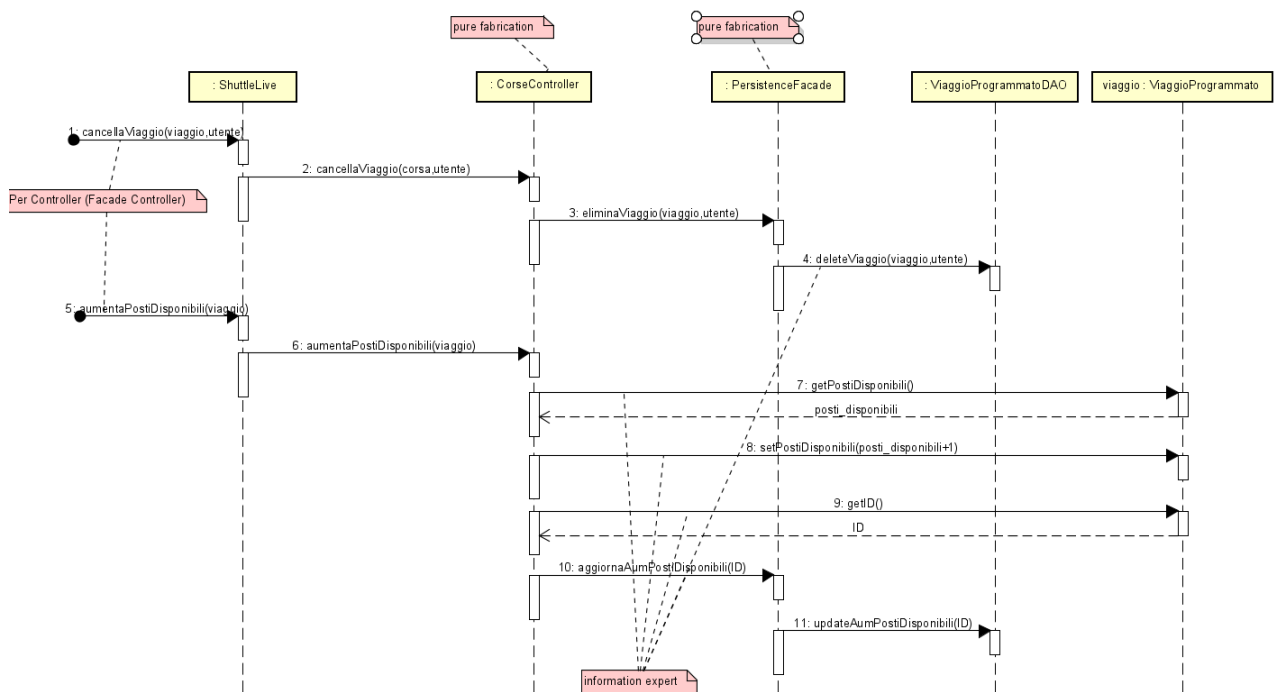 pure fabrication
pure fabrication
: ShuttleLive
: CorseController
: PersistenceFacade
: ViaggioProgrammatoDAO
viaggio : ViaggioProgrammato
1: cancellaViaggio(viaggio,utente)
2: cancellaViaggio(corsa,utente)
Per Controller (Facade Controller)
3: eliminaViaggio(viaggio,utente)
4: deleteViaggio(viaggio,utente)
5: aumentaPostiDisponibili(viaggio)
6: aumentaPostiDisponibili(viaggio)
7: getPostiDisponibili()
posti_disponibili
8: setPostiDisponibili(posti_disponibili+1)
9: getID()
ID
10: aggiornaAumPostiDisponibili(ID)
11: updateAumPostiDisponibili(ID)
information expert